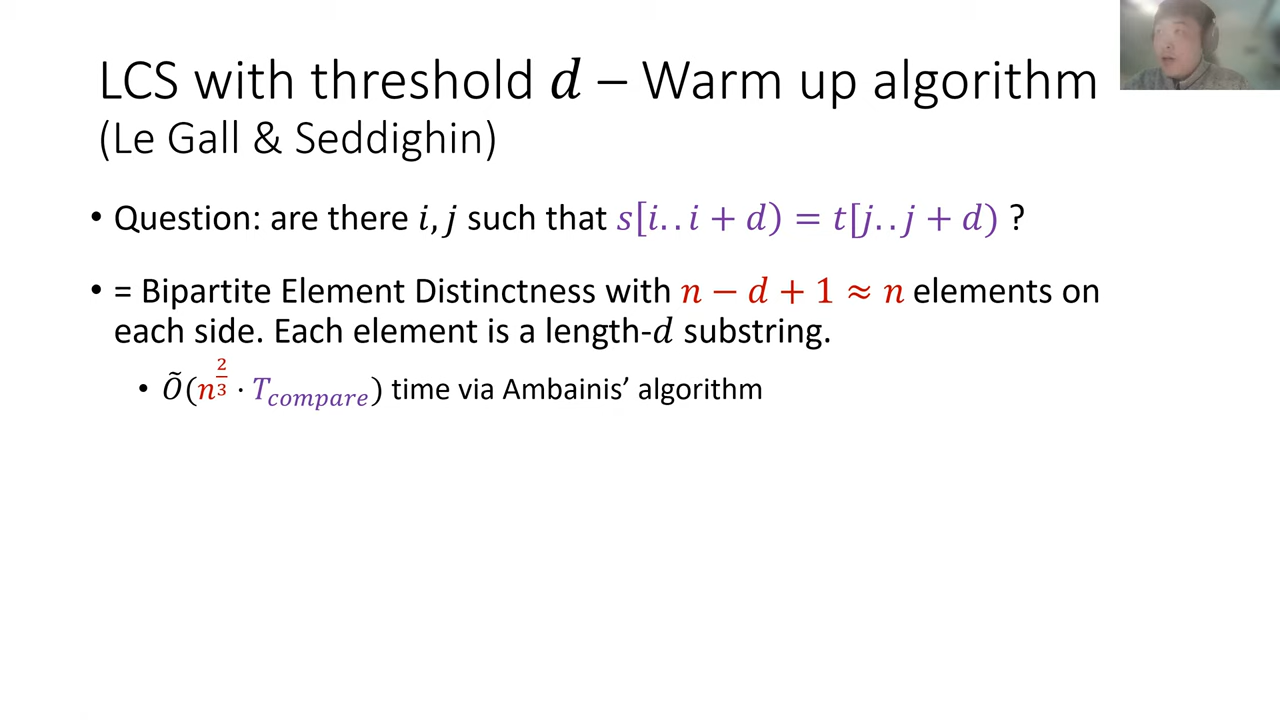 LCS with threshold 𝒅 – Warm up algorithm
(Le Gall & Seddighin)
• Question: are there 𝑖, 𝑗 such that 𝑠[𝑖. . 𝑖 + 𝑑) = 𝑡[𝑗. . 𝑗 + 𝑑) ?
• = Bipartite Element Distinctness with 𝑛 − 𝑑 + 1 ≈ 𝑛 elements on
each side. Each element is a length-𝑑 substring.
• Õ(𝑛^(2/3) · 𝑇_𝑐𝑜𝑚𝑝𝑎𝑟𝑒) time via Ambainis’ algorithm